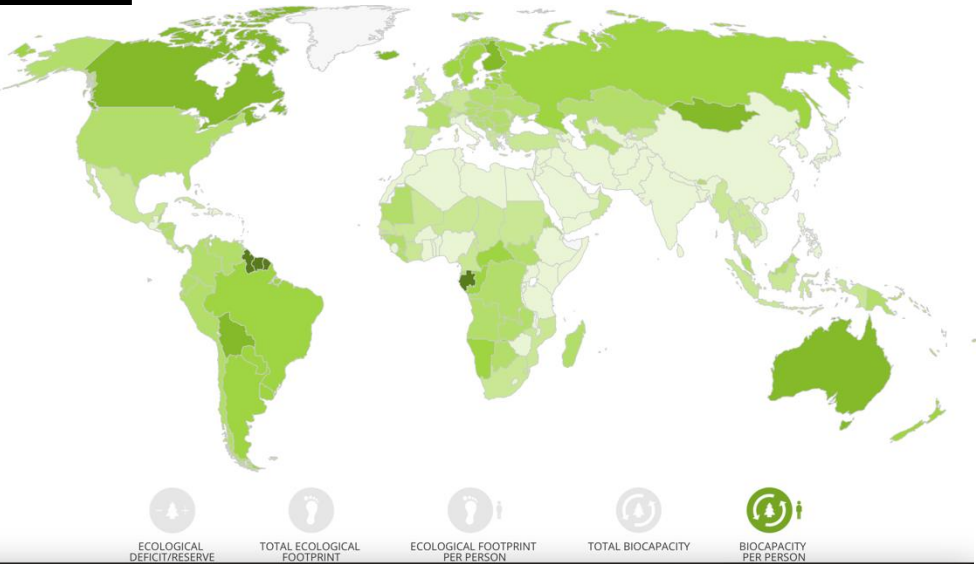 ECOLOGICAL
DEFICIT/RESERVE
TOTAL ECOLOGICAL
FOOTPRINT
ECOLOGICAL FOOTPRINT
PER PERSON
TOTAL BIOCAPACITY
BIOCAPACITY
PER PERSON